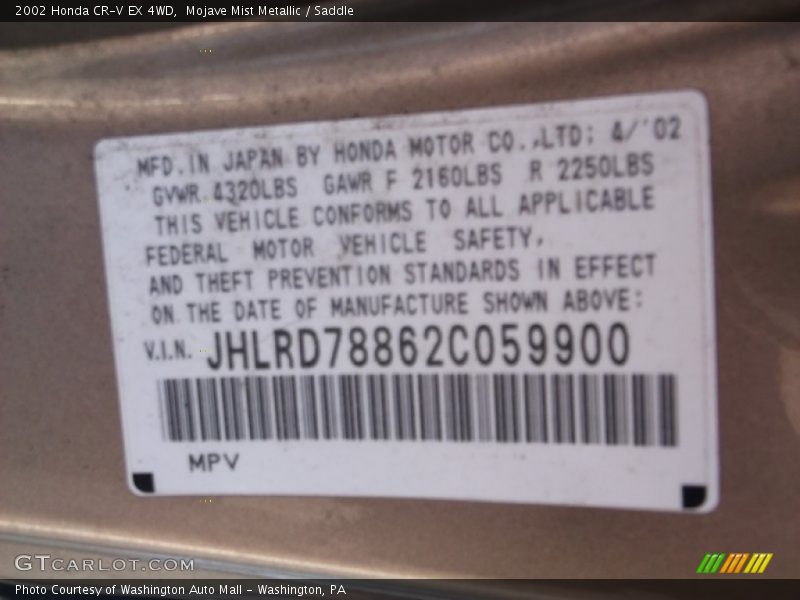 2002 Honda CR-V EX 4WD, Mojave Mist Metallic / Saddle
MFD. IN JAPAN BY HONDA MOTOR CO., LTD: 4/'02
GVWR 4320LBS GAWR F 2160LBS R 2250LBS
THIS VEHICLE CONFORMS TO ALL APPLICABLE
FEDERAL MOTOR VEHICLE SAFETY,
AND THEFT PREVENTION STANDARDS IN EFFECT
ON THE DATE OF MANUFACTURE SHOWN ABOVE:
V.I.N. JHLRD78862C059900
MPV
GTCARLOT.COM
Photo Courtesy of Washington Auto Mall - Washington, PA